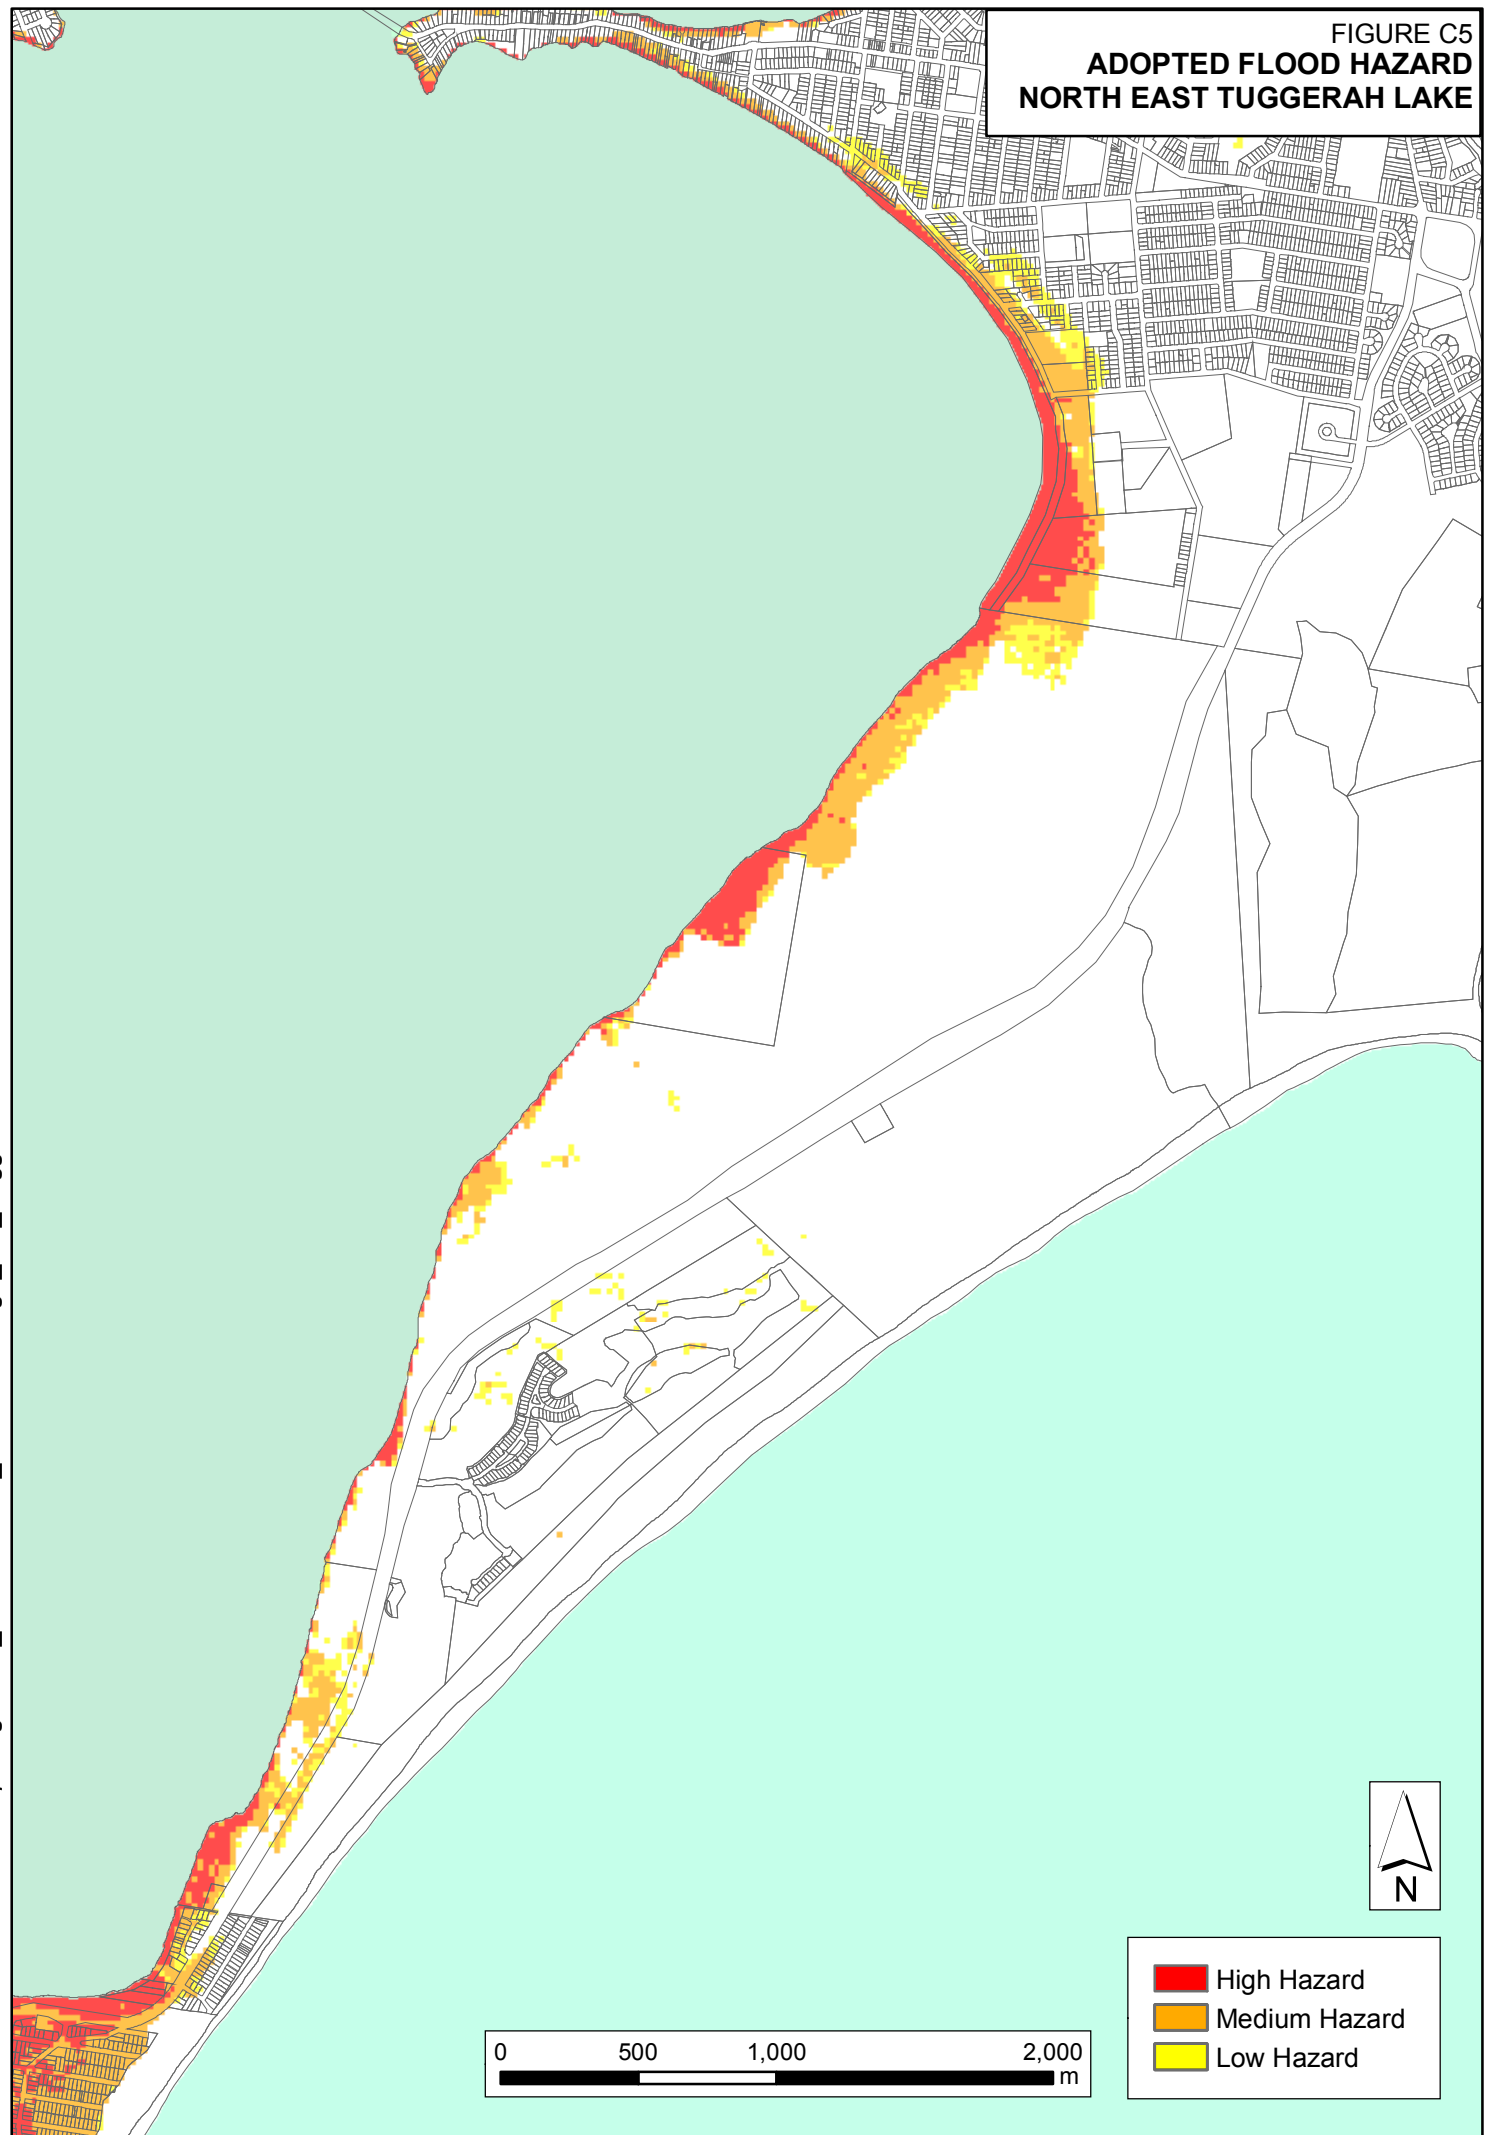 FIGURE C5
ADOPTED FLOOD HAZARD
NORTH EAST TUGGERAH LAKE
N
High Hazard
Medium Hazard
Low Hazard
0 500 1,000 2,000
m